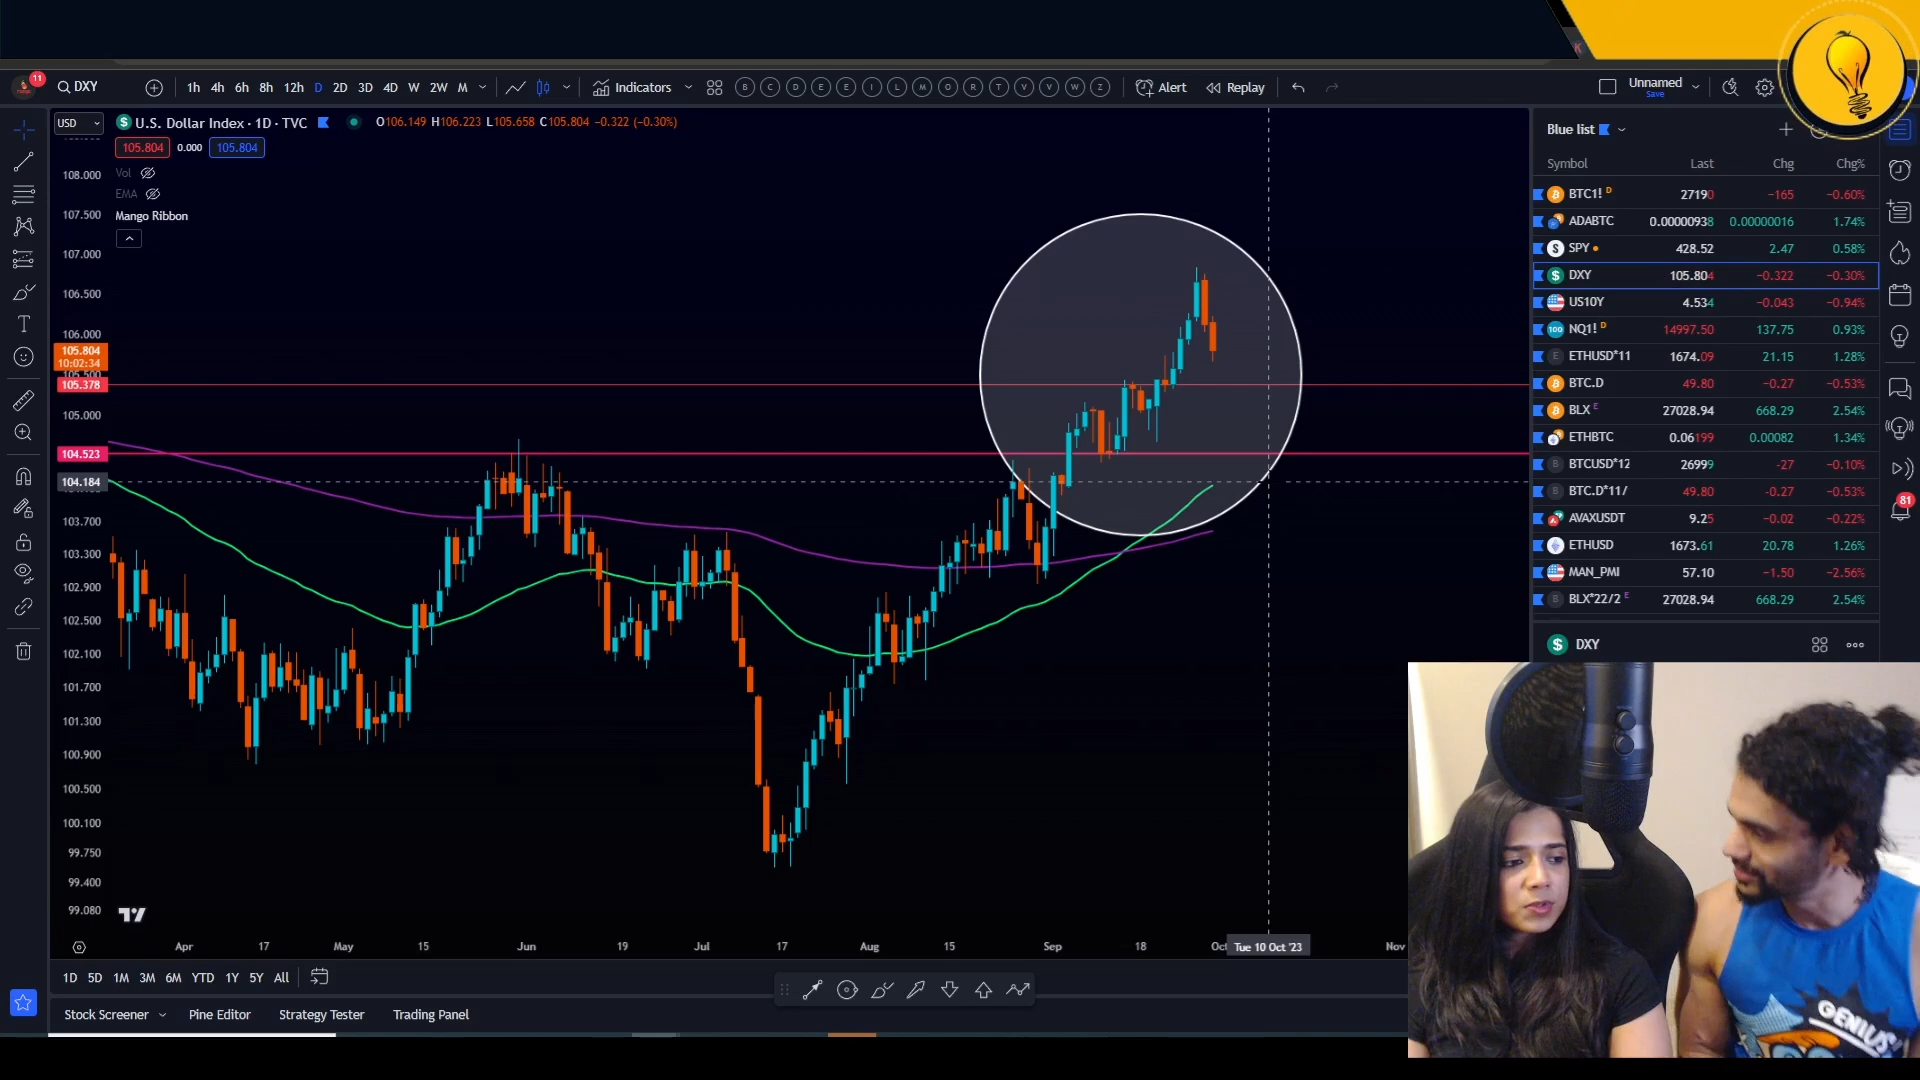 11
DXY
1h 4h 6h 8h 12h D 2D 3D 4D W 2W M
Indicators
B C D E E I L M O R T V V W Z
Alert
Replay
Unnamed
Save
K
USD
U.S. Dollar Index · 1D · TVC
O106.149 H106.223 L105.658 C105.804 −0.322 (−0.30%)
105.804 0.000 105.804
Vol
EMA
Mango Ribbon
108.000
107.500
107.000
106.500
106.000
105.804
10:02:34
105.500
105.378
105.000
104.523
104.184
103.700
103.300
102.900
102.500
102.100
101.700
101.300
100.900
100.500
100.100
99.750
99.400
99.080
Apr 17 May 15 Jun 19 Jul 17 Aug 15 Sep 18 Oct Tue 10 Oct '23 Nov
1D 5D 1M 3M 6M YTD 1Y 5Y All
Stock Screener Pine Editor Strategy Tester Trading Panel
Blue list
Symbol Last Chg Chg%
BTC1! D 27190 −165 −0.60%
ADABTC 0.00000938 0.00000016 1.74%
SPY 428.52 2.47 0.58%
DXY 105.804 −0.322 −0.30%
US10Y 4.534 −0.043 −0.94%
NQ1! D 14997.50 137.75 0.93%
ETHUSD*11 1674.09 21.15 1.28%
BTC.D 49.80 −0.27 −0.53%
BLX E 27028.94 668.29 2.54%
ETHBTC 0.06199 0.00082 1.34%
BTCUSD*12 26999 −27 −0.10%
BTC.D*11/ 49.80 −0.27 −0.53%
AVAXUSDT 9.25 −0.02 −0.22%
ETHUSD 1673.61 20.78 1.26%
MAN_PMI 57.10 −1.50 −2.56%
BLX*22/2 E 27028.94 668.29 2.54%
DXY
81
GENIUS